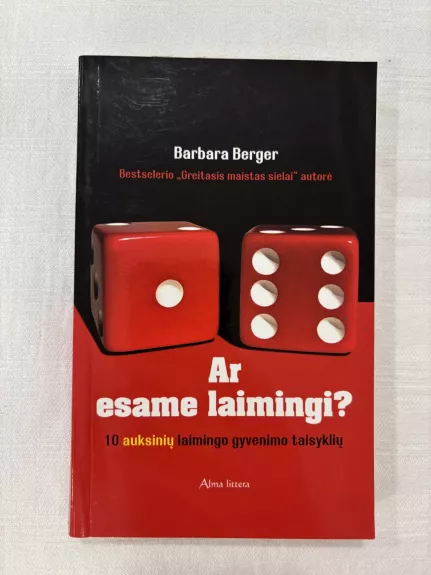 Barbara Berger
Bestselerio „Greitasis maistas sielai" autorė
Ar
esame laimingi?
10 auksinių laimingo gyvenimo taisyklių
Alma littera